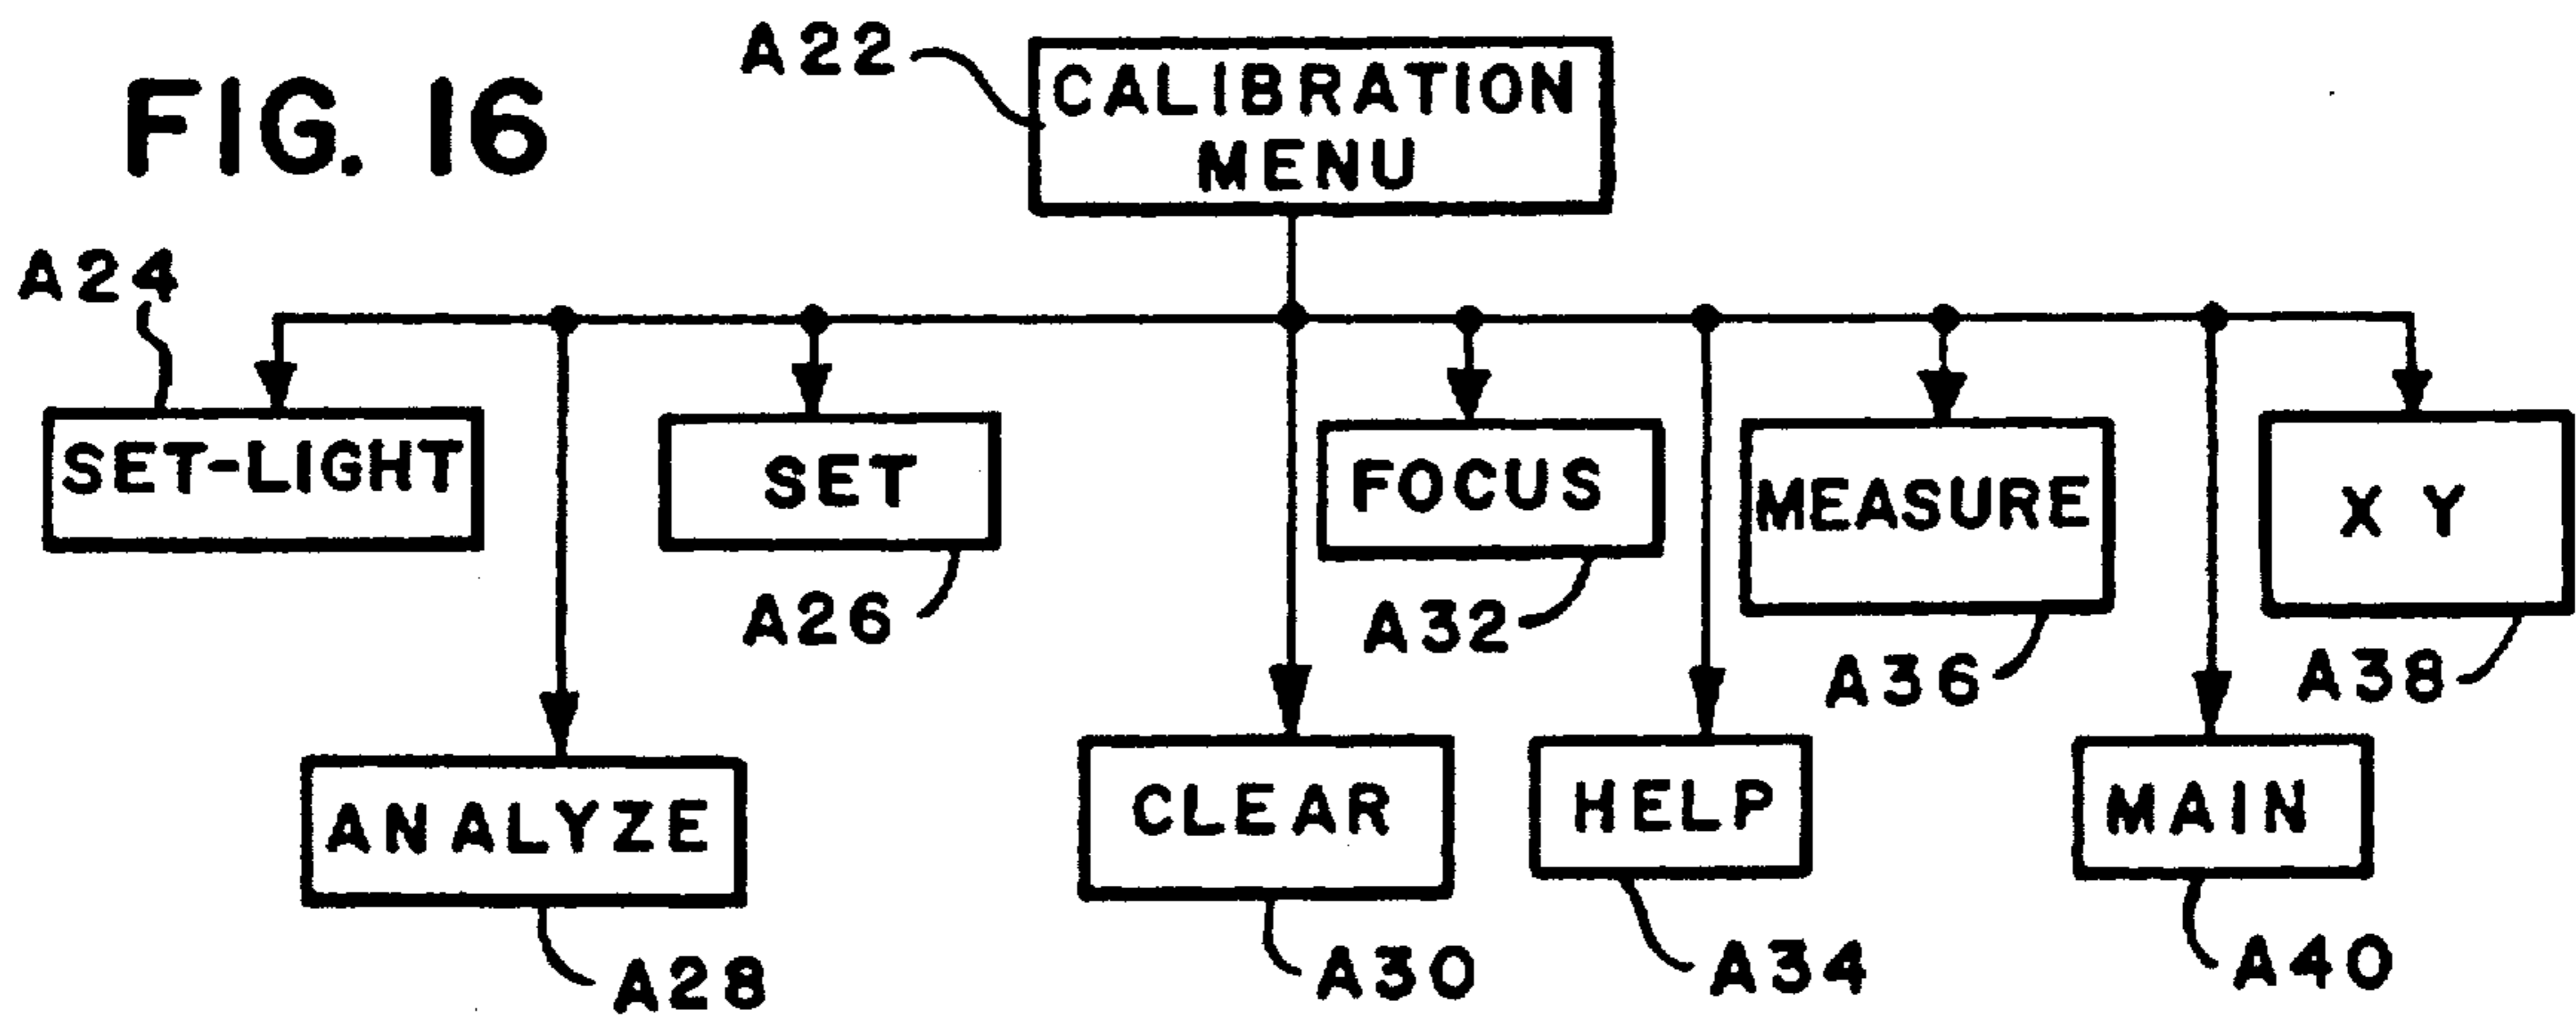 FIG. 16
A22
CALIBRATION
MENU
A24
SET-LIGHT
SET
FOCUS
MEASURE
X Y
A26
A32
A36
A38
ANALYZE
CLEAR
HELP
MAIN
A28
A30
A34
A40